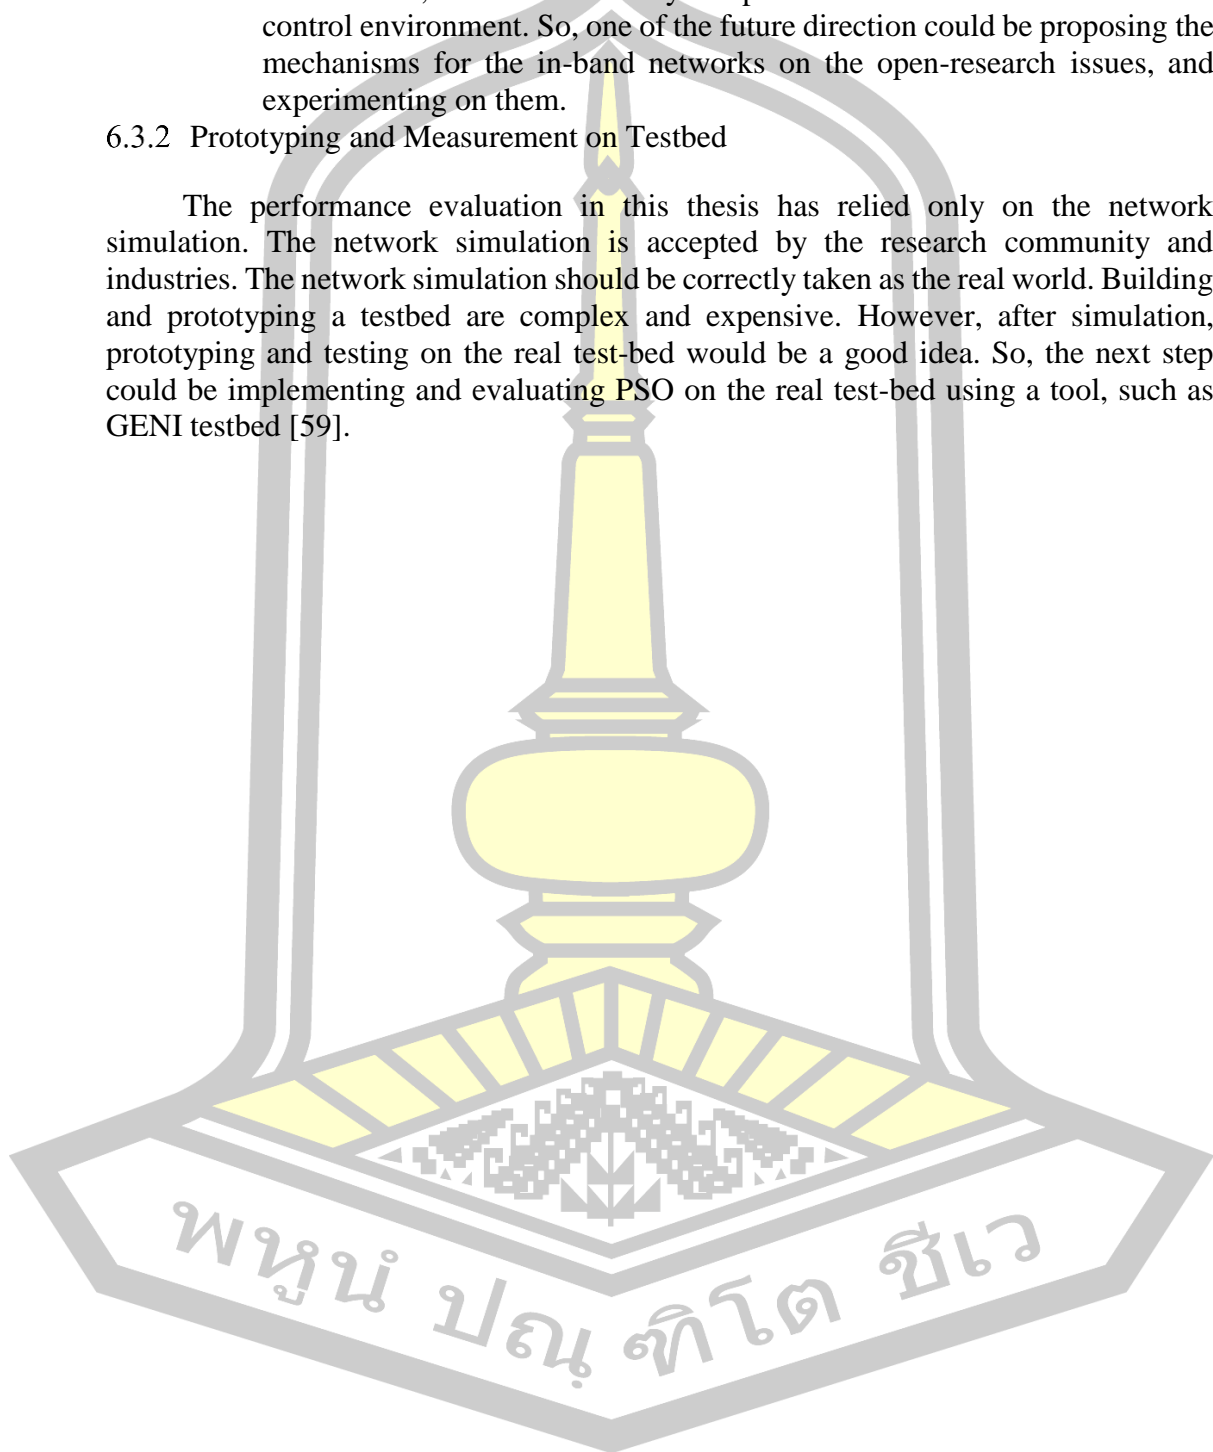 control environment. So, one of the future direction could be proposing the
mechanisms for the in-band networks on the open-research issues, and
experimenting on them.
6.3.2 Prototyping and Measurement on Testbed
The performance evaluation in this thesis has relied only on the network
simulation. The network simulation is accepted by the research community and
industries. The network simulation should be correctly taken as the real world. Building
and prototyping a testbed are complex and expensive. However, after simulation,
prototyping and testing on the real test-bed would be a good idea. So, the next step
could be implementing and evaluating PSO on the real test-bed using a tool, such as
GENI testbed [59].
พหูนํ ปณฺฑิโต ชีเว